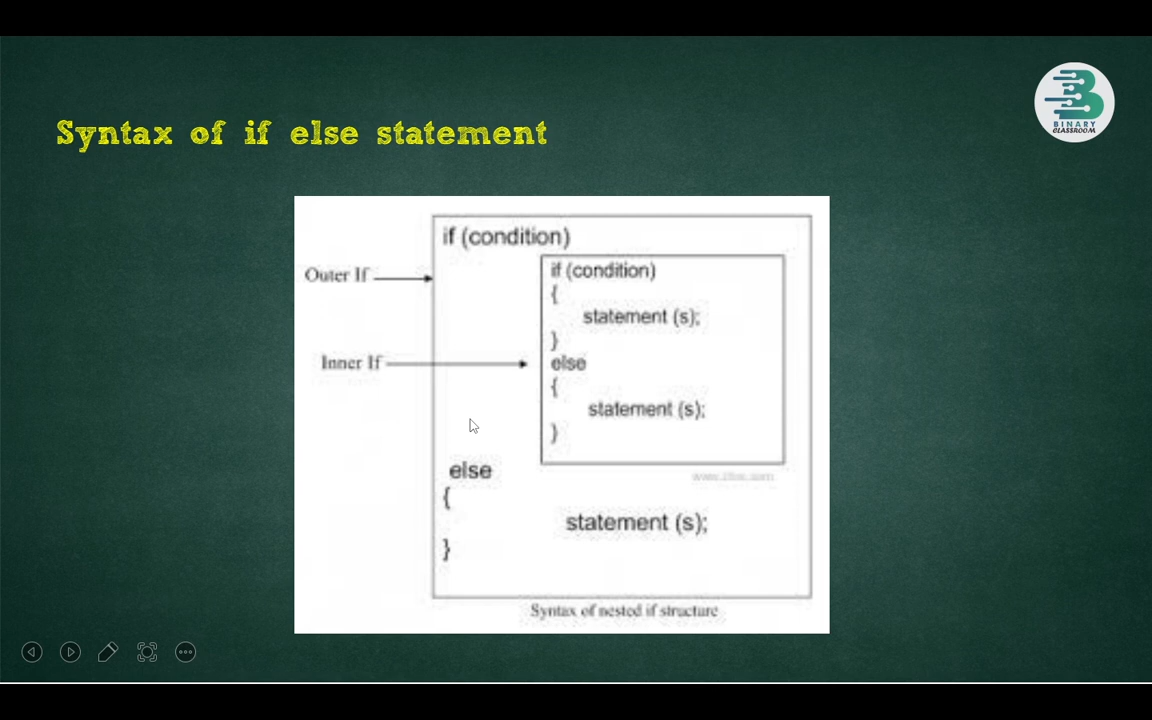 Syntax of if else statement
BINARY
CLASSROOM
if (condition)
Outer If
if (condition)
{
statement (s);
}
Inner If
else
{
statement (s);
}
else
{
statement (s);
}
Syntax of nested if structure